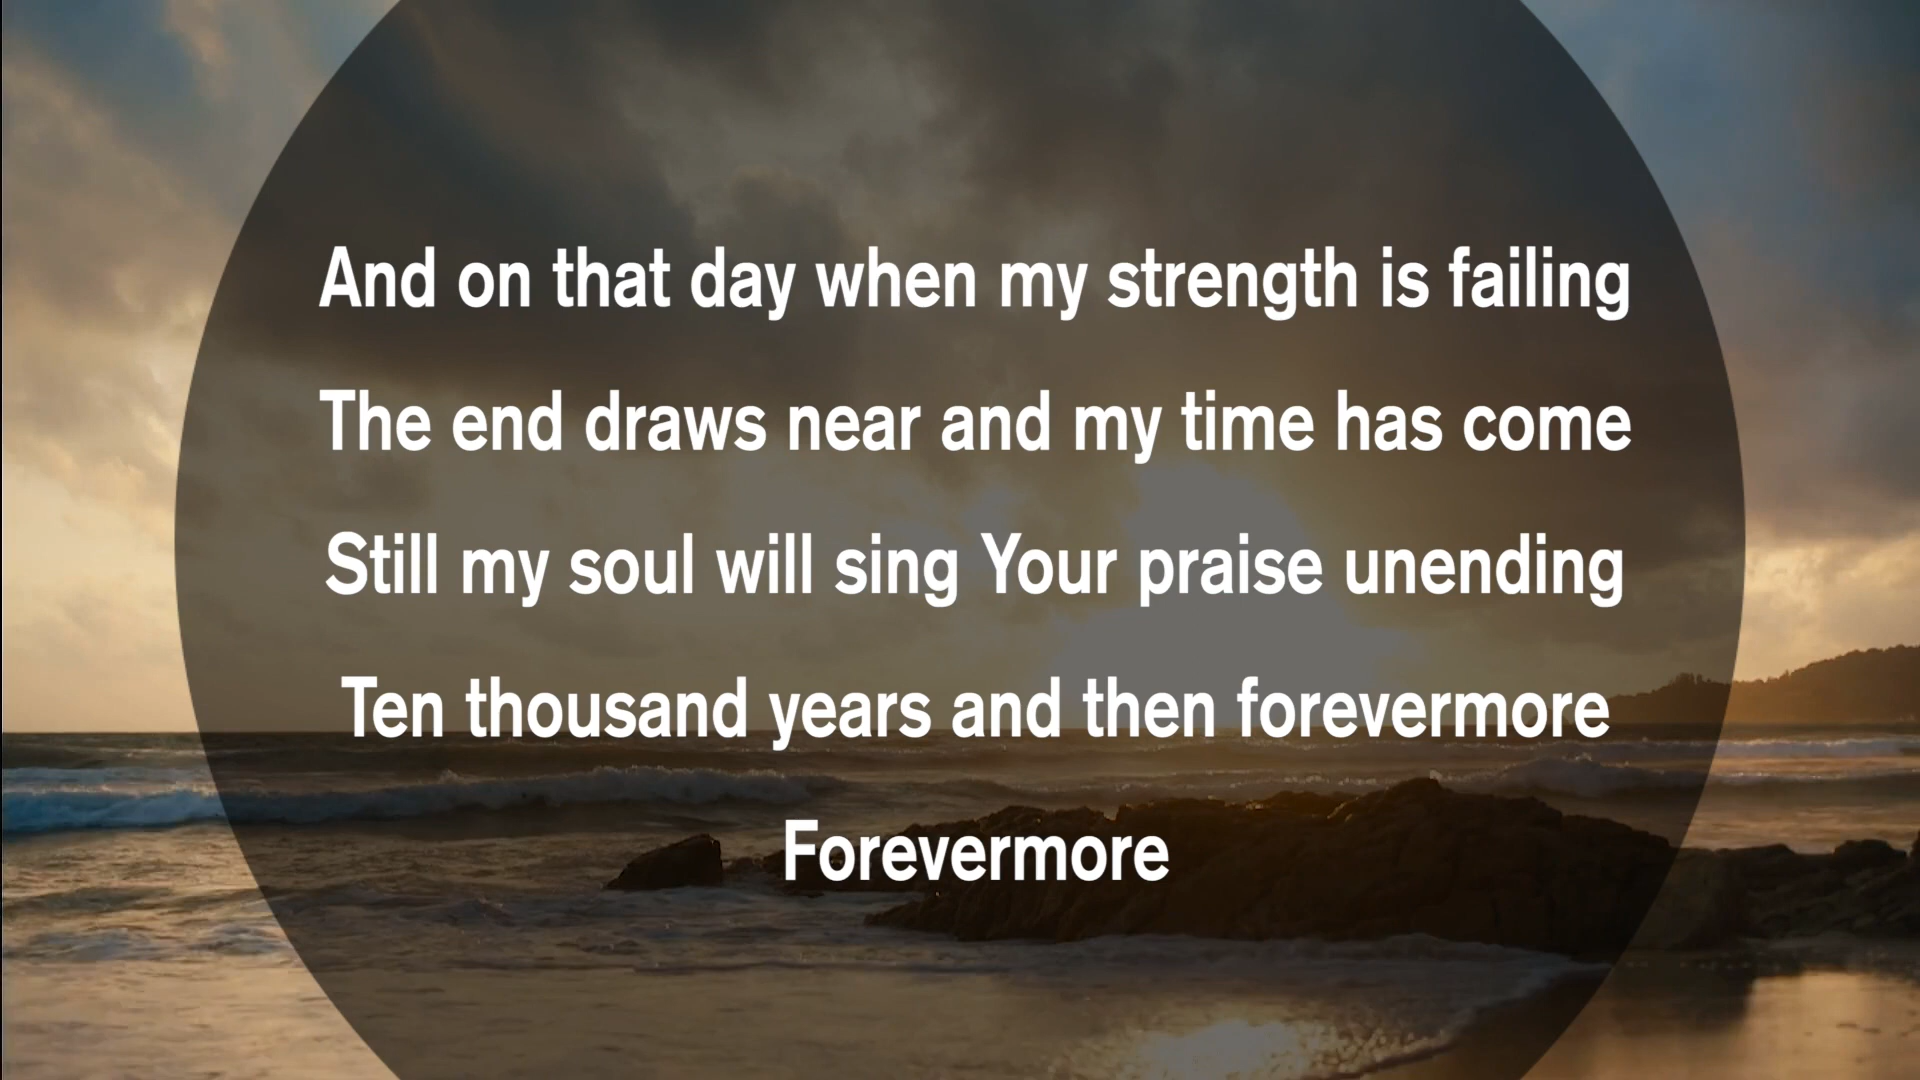 And on that day when my strength is failing
The end draws near and my time has come
Still my soul will sing Your praise unending
Ten thousand years and then forevermore
Forevermore